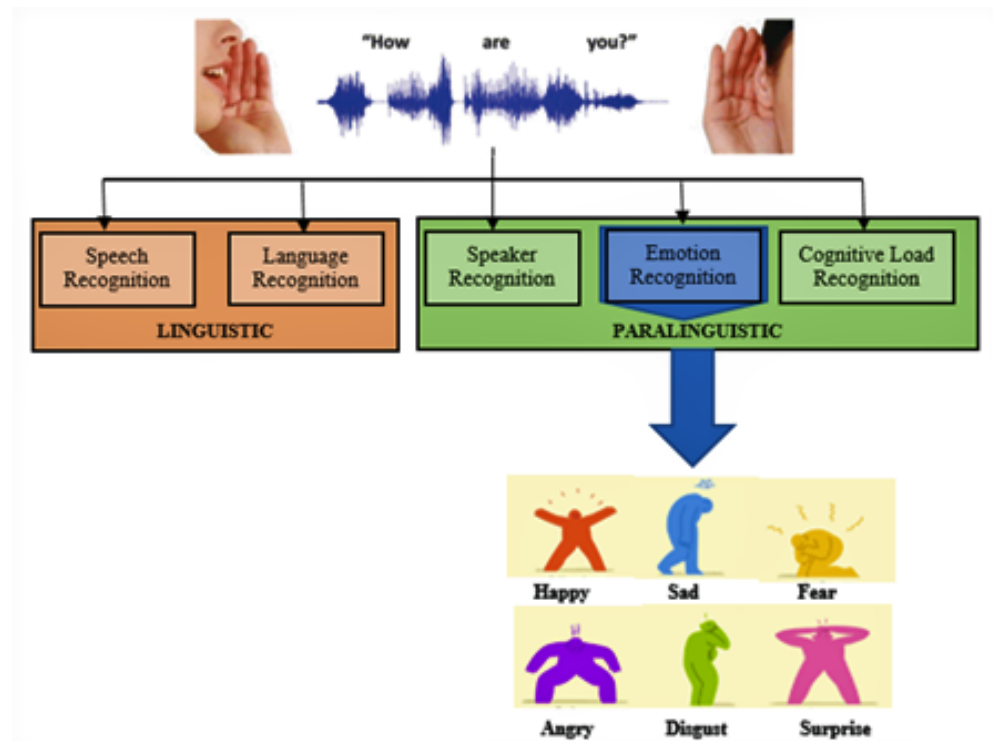 "How are you?"
Speech
Recognition
Language
Recognition
LINGUISTIC
Speaker
Recognition
Emotion
Recognition
Cognitive Load
Recognition
PARALINGUISTIC
Happy
Sad
Fear
Angry
Disgust
Surprise